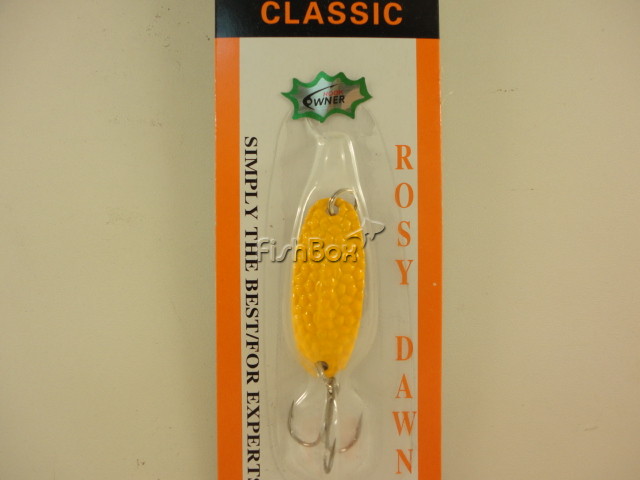 CLASSIC
OWNER
SIMPLY THE BEST/FOR EXPERTS
ROSY DAWN
FishBox